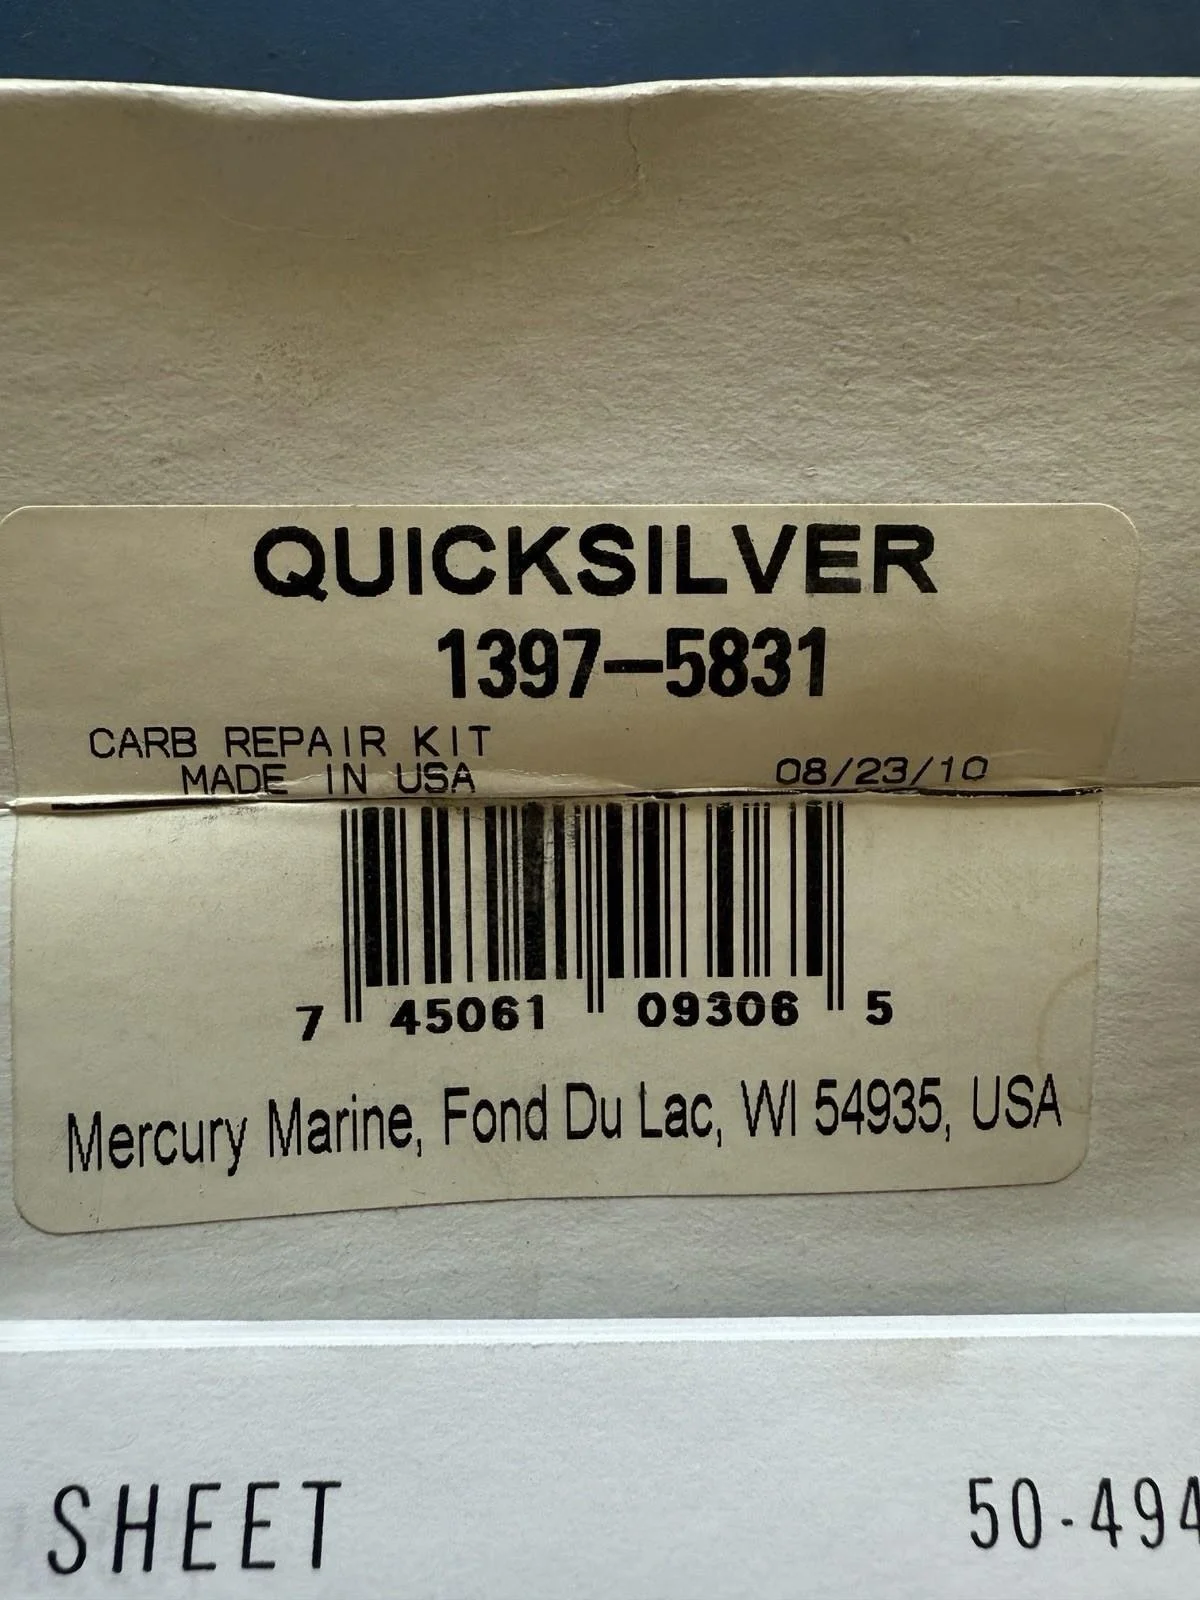 QUICKSILVER
1397-5831
CARB REPAIR KIT
MADE IN USA 08/23/10
7 45061 09306 5
Mercury Marine, Fond Du Lac, WI 54935, USA
SHEET 50-494